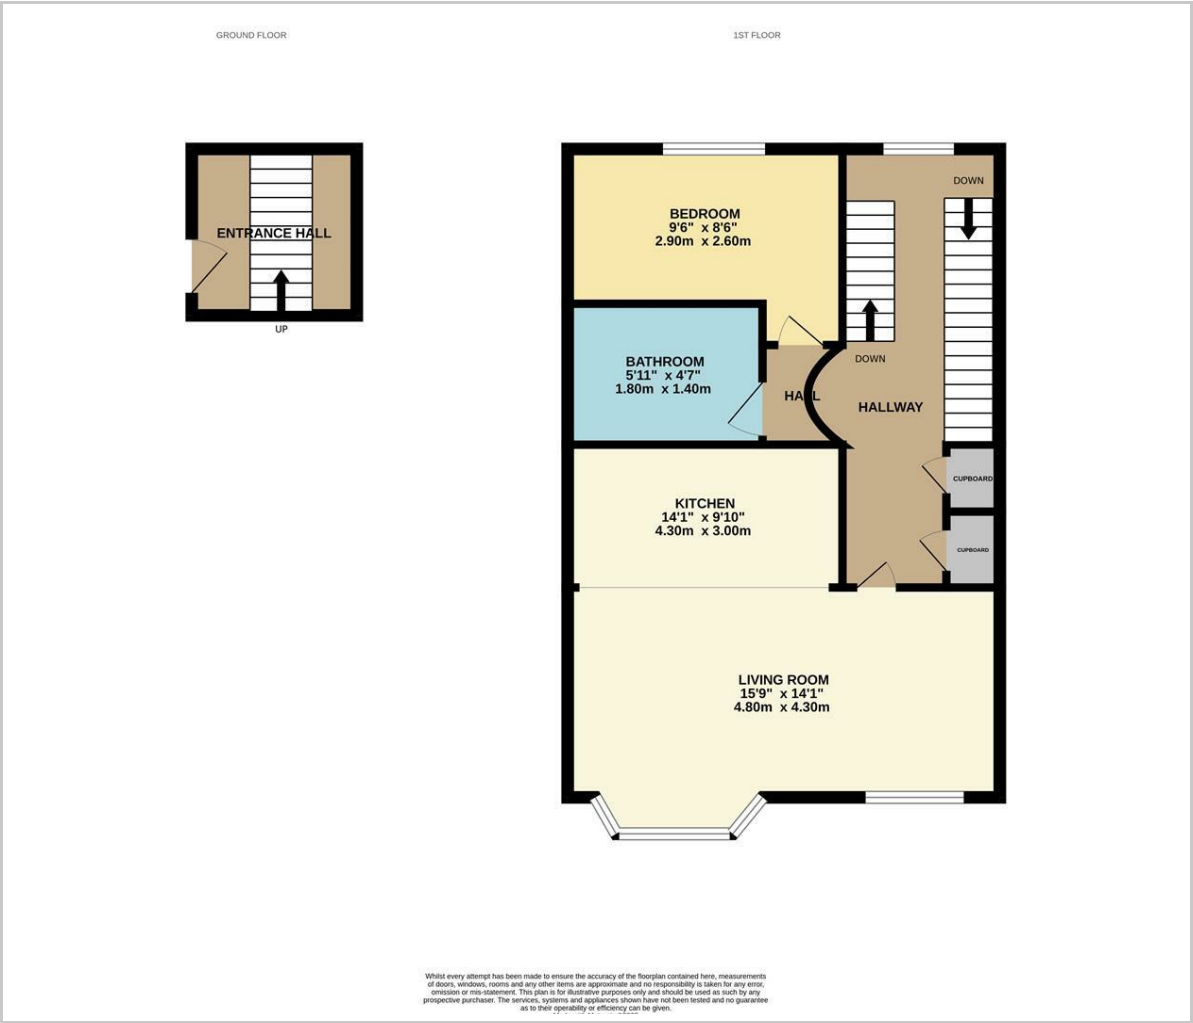 GROUND FLOOR
1ST FLOOR
ENTRANCE HALL
UP
BEDROOM
9'6" x 8'6"
2.90m x 2.60m
DOWN
BATHROOM
5'11" x 4'7"
1.80m x 1.40m
DOWN
HALL
HALLWAY
CUPBOARD
KITCHEN
14'1" x 9'10"
4.30m x 3.00m
CUPBOARD
LIVING ROOM
15'9" x 14'1"
4.80m x 4.30m
Whilst every attempt has been made to ensure the accuracy of the floorplan contained here, measurements
of doors, windows, rooms and any other items are approximate and no responsibility is taken for any error,
omission or mis-statement. This plan is for illustrative purposes only and should be used as such by any
prospective purchaser. The services, systems and appliances shown have not been tested and no guarantee
as to their operability or efficiency can be given.